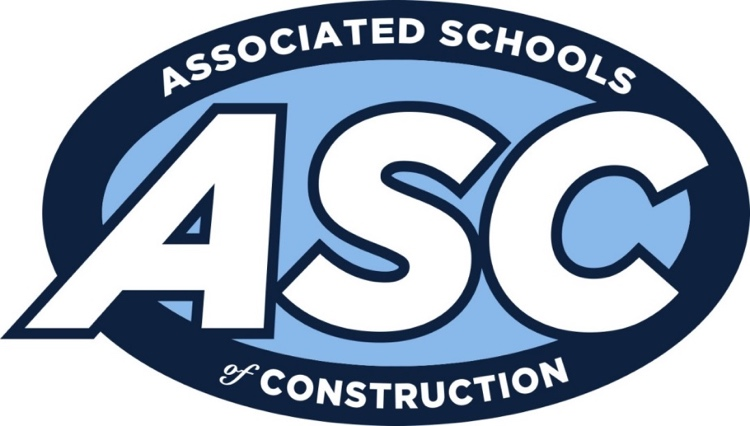 ASSOCIATED SCHOOLS
ASC
of CONSTRUCTION